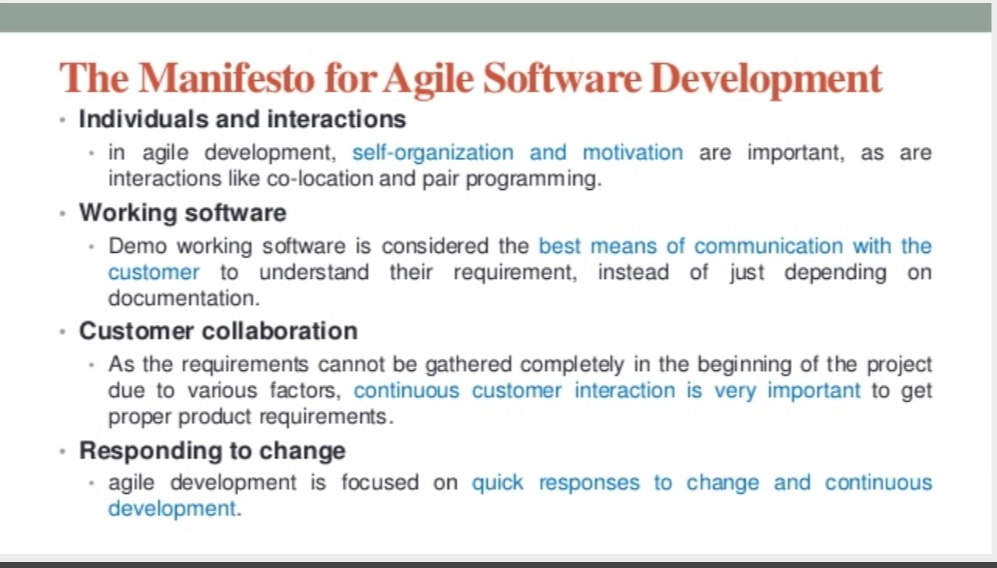 The Manifesto for Agile Software Development
• Individuals and interactions
• in agile development, self-organization and motivation are important, as are
interactions like co-location and pair programming.
• Working software
• Demo working software is considered the best means of communication with the
customer to understand their requirement, instead of just depending on
documentation.
• Customer collaboration
• As the requirements cannot be gathered completely in the beginning of the project
due to various factors, continuous customer interaction is very important to get
proper product requirements.
• Responding to change
• agile development is focused on quick responses to change and continuous
development.